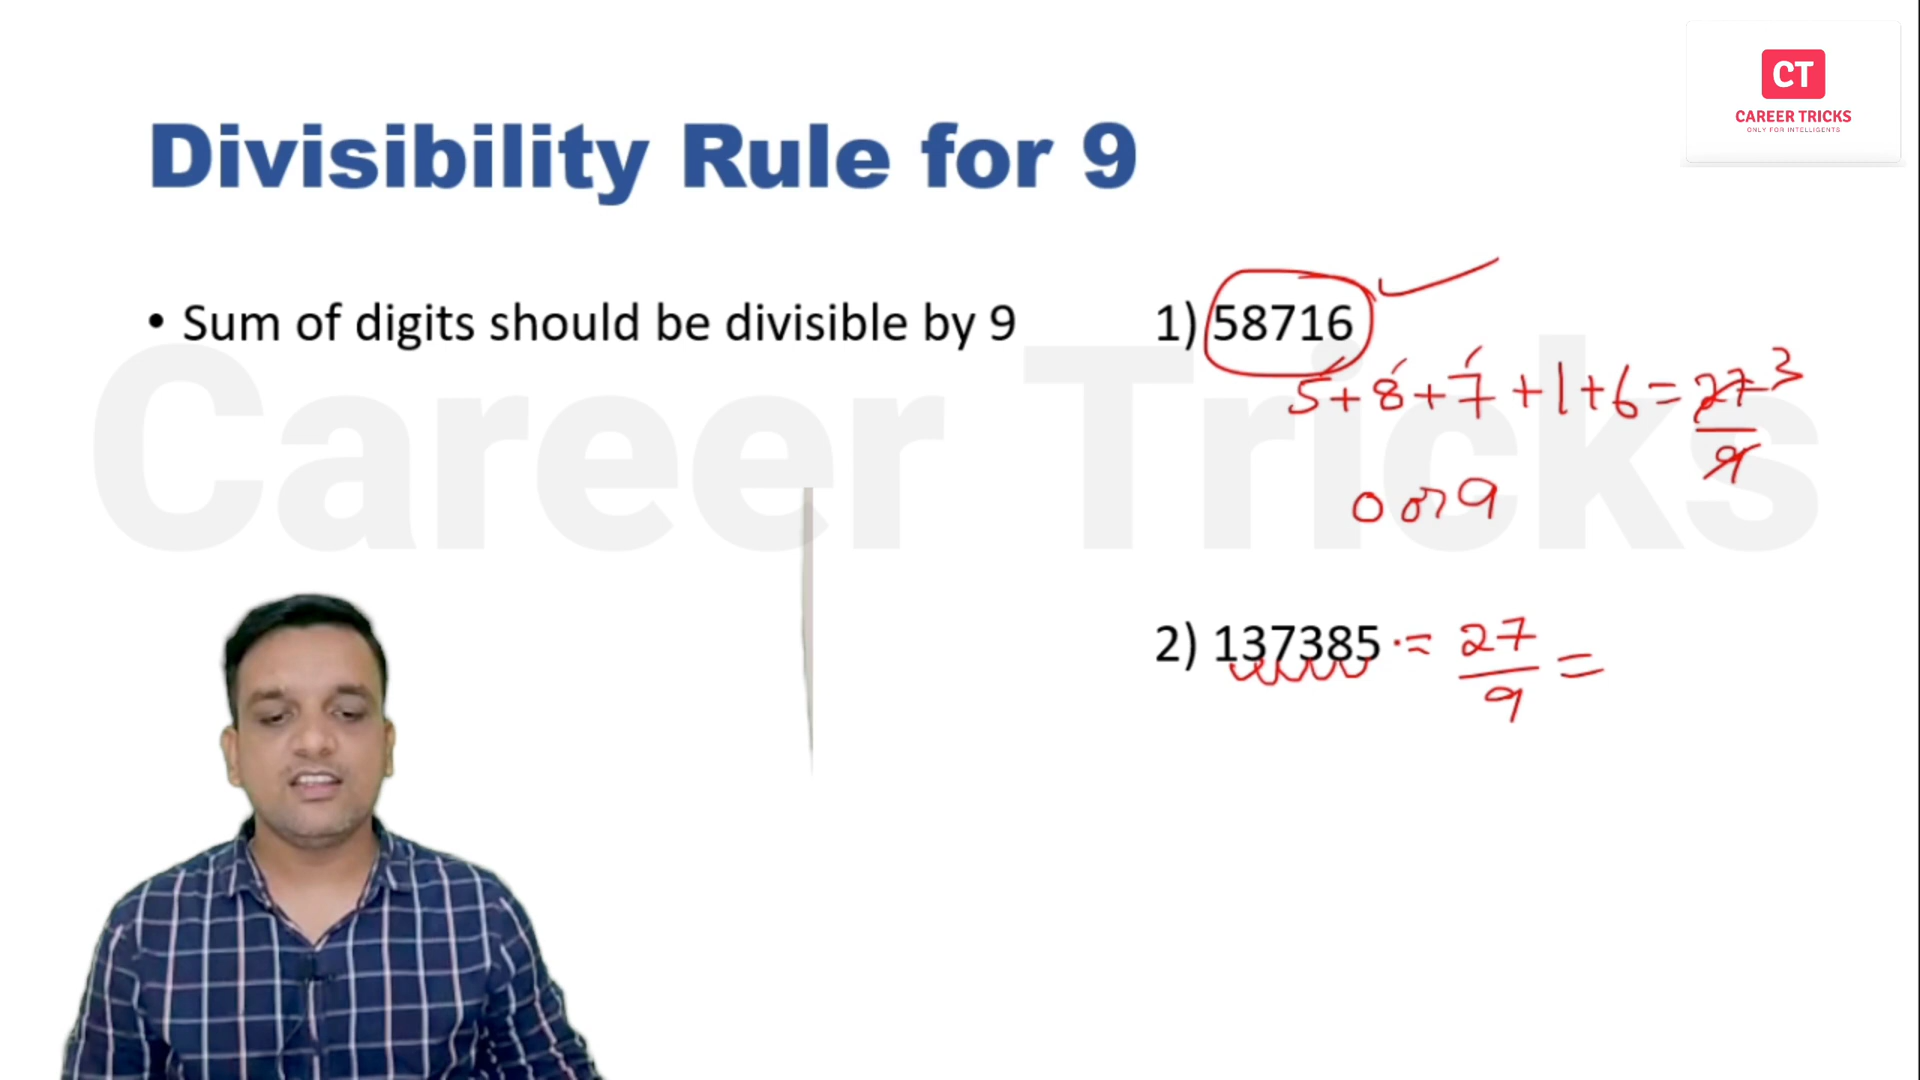 CT
CAREER TRICKS
ONLY FOR INTELLIGENTS
Divisibility Rule for 9
• Sum of digits should be divisible by 9
1) 58716
5+8+7+1+6=27 3
9
0 or 9
2) 137385 = 27
9 =
Career Tricks